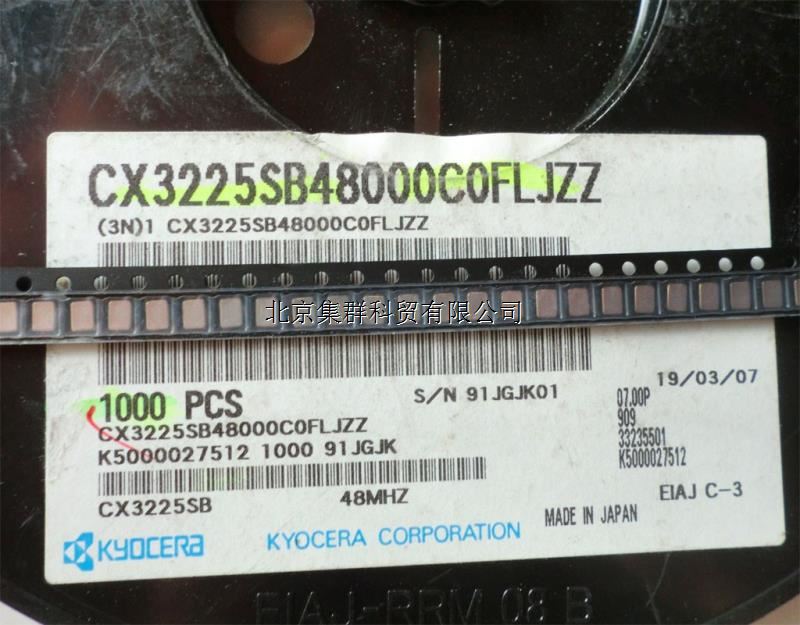 CX3225SB48000C0FLJZZ
(3N)1 CX3225SB48000C0FLJZZ
北京集群科贸有限公司
1000 PCS
S/N 91JGJK01
19/03/07
CX3225SB48000C0FLJZZ
K5000027512 1000 91JGJK
07.00P
909
33235501
K5000027512
CX3225SB
48MHZ
MADE IN JAPAN
EIAJ C-3
KYOCERA
KYOCERA CORPORATION
EIAJ-RRM 08 B